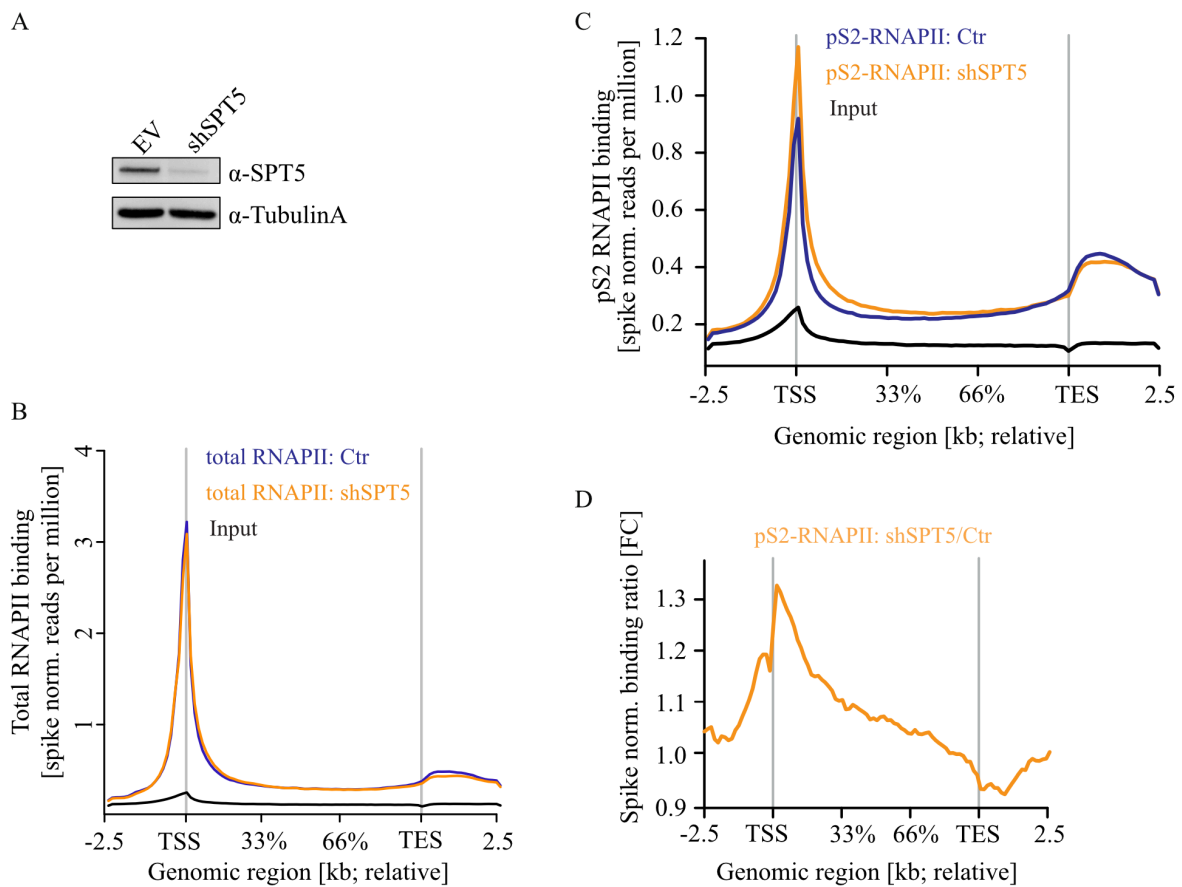 A
EV
shSPT5
α-SPT5
α-TubulinA
B
Total RNAPII binding
[spike norm. reads per million]
4
3
2
1
total RNAPII: Ctr
total RNAPII: shSPT5
Input
-2.5
TSS
33%
66%
TES
2.5
Genomic region [kb; relative]
C
pS2 RNAPII binding
[spike norm. reads per million]
1.2
1.0
0.8
0.6
0.4
0.2
pS2-RNAPII: Ctr
pS2-RNAPII: shSPT5
Input
-2.5
TSS
33%
66%
TES
2.5
Genomic region [kb; relative]
D
Spike norm. binding ratio [FC]
pS2-RNAPII: shSPT5/Ctr
1.3
1.2
1.1
1.0
0.9
-2.5
TSS
33%
66%
TES
2.5
Genomic region [kb; relative]